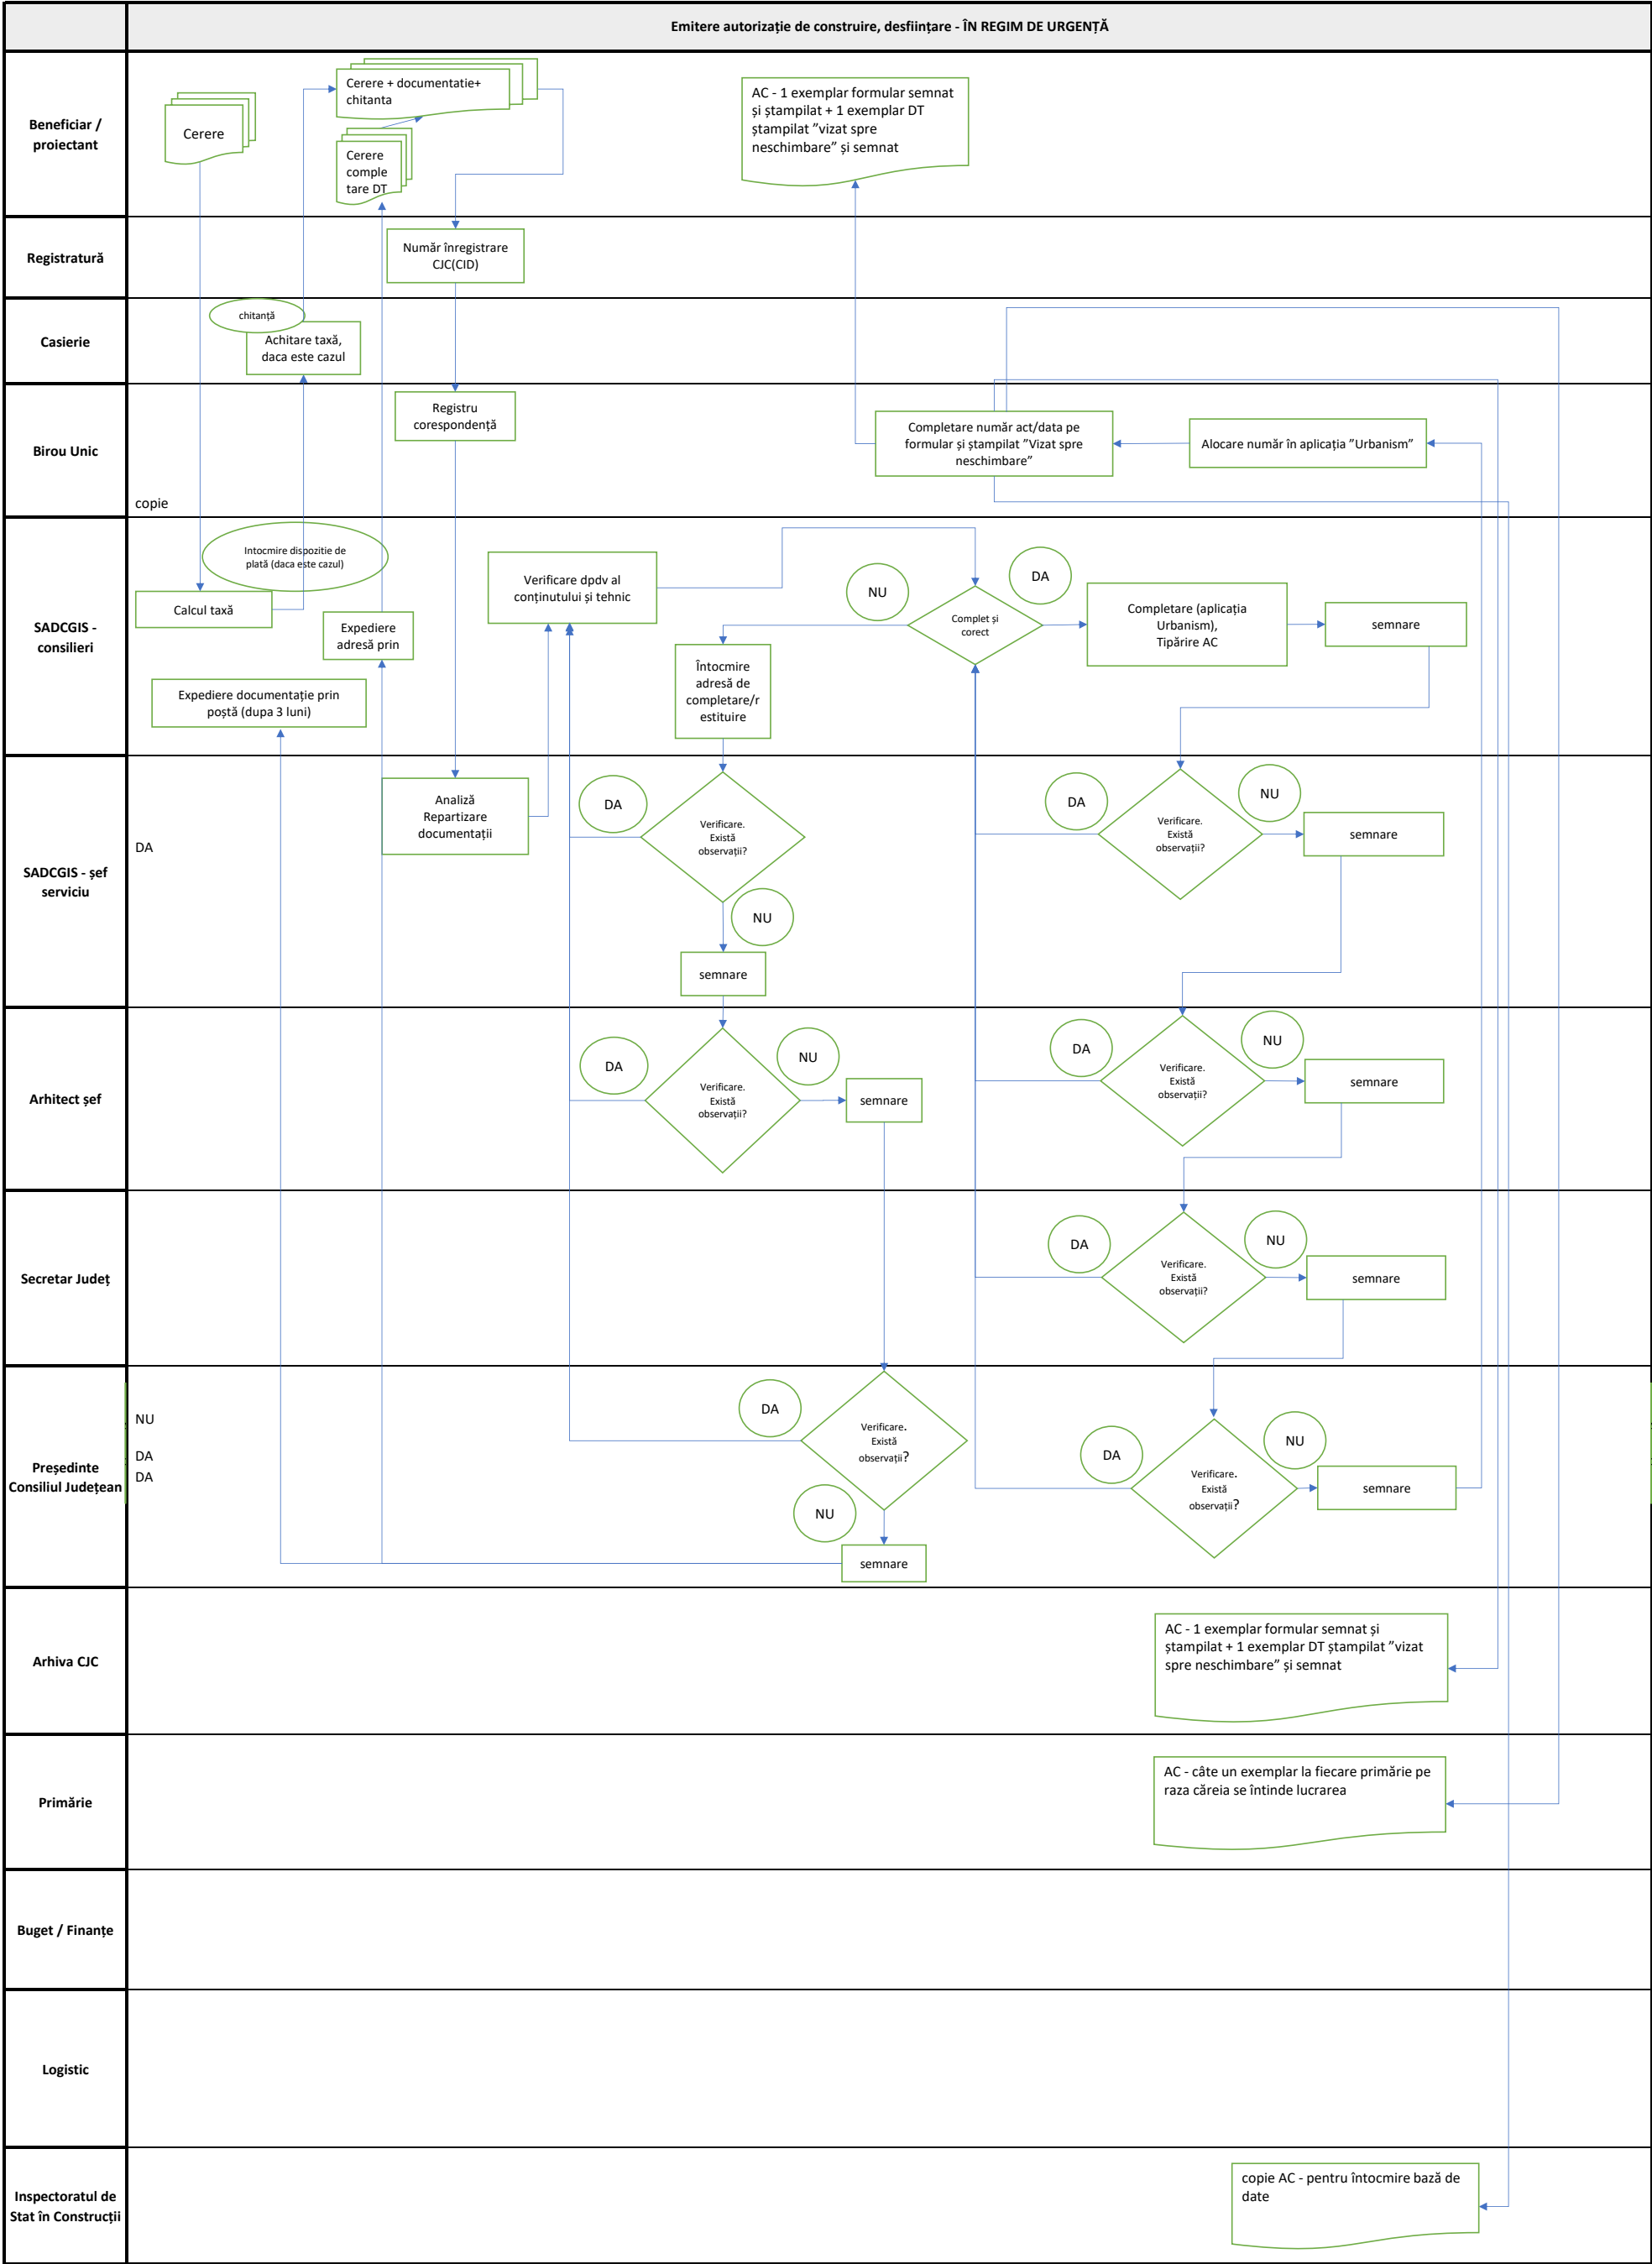 Emitere autorizație de construire, desființare - ÎN REGIM DE URGENȚĂ
Beneficiar /
proiectant
Cerere
Cerere + documentatie+
chitanta
Cerere
comple
tare DT
AC - 1 exemplar formular semnat
și ștampilat + 1 exemplar DT
ștampilat ”vizat spre
neschimbare” și semnat
Registratură
Număr înregistrare
CJC(CID)
Casierie
chitanță
Achitare taxă,
daca este cazul
Birou Unic
Registru
corespondență
Completare număr act/data pe
formular și ștampilat ”Vizat spre
neschimbare”
Alocare număr în aplicația ”Urbanism”
copie
SADCGIS -
consilieri
Intocmire dispozitie de
plată (daca este cazul)
Calcul taxă
Expediere
adresă prin
Expediere documentație prin
poștă (dupa 3 luni)
Verificare dpdv al
conținutului și tehnic
NU
DA
Complet și
corect
Completare (aplicația
Urbanism),
Tipărire AC
semnare
Întocmire
adresă de
completare/r
estituire
SADCGIS - șef
serviciu
DA
Analiză
Repartizare
documentații
DA
Verificare.
Există
observații?
NU
semnare
DA
Verificare.
Există
observații?
NU
semnare
Arhitect șef
DA
Verificare.
Există
observații?
NU
semnare
DA
Verificare.
Există
observații?
NU
semnare
Secretar Județ
DA
Verificare.
Există
observații?
NU
semnare
Președinte
Consiliul Județean
NU
DA
DA
DA
Verificare.
Există
observații?
NU
semnare
DA
Verificare.
Există
observații?
NU
semnare
Arhiva CJC
AC - 1 exemplar formular semnat și
ștampilat + 1 exemplar DT ștampilat ”vizat
spre neschimbare” și semnat
Primărie
AC - câte un exemplar la fiecare primărie pe
raza căreia se întinde lucrarea
Buget / Finanțe
Logistic
Inspectoratul de
Stat în Construcții
copie AC - pentru întocmire bază de
date